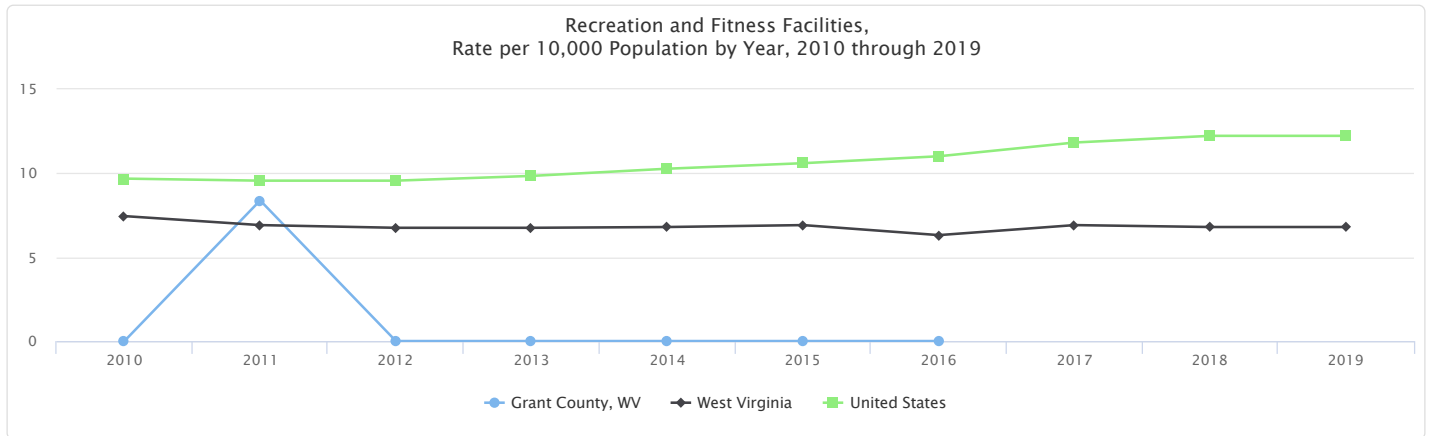 Recreation and Fitness Facilities,
Rate per 10,000 Population by Year, 2010 through 2019
15
10
5
0
2010 2011 2012 2013 2014 2015 2016 2017 2018 2019
Grant County, WV West Virginia United States